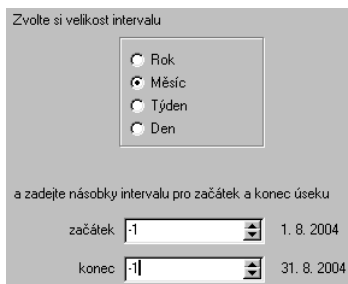 Zvolte si velikost intervalu
Rok
Měsíc
Týden
Den
a zadejte násobky intervalu pro začátek a konec úseku
začátek -1 1. 8. 2004
konec -1 31. 8. 2004